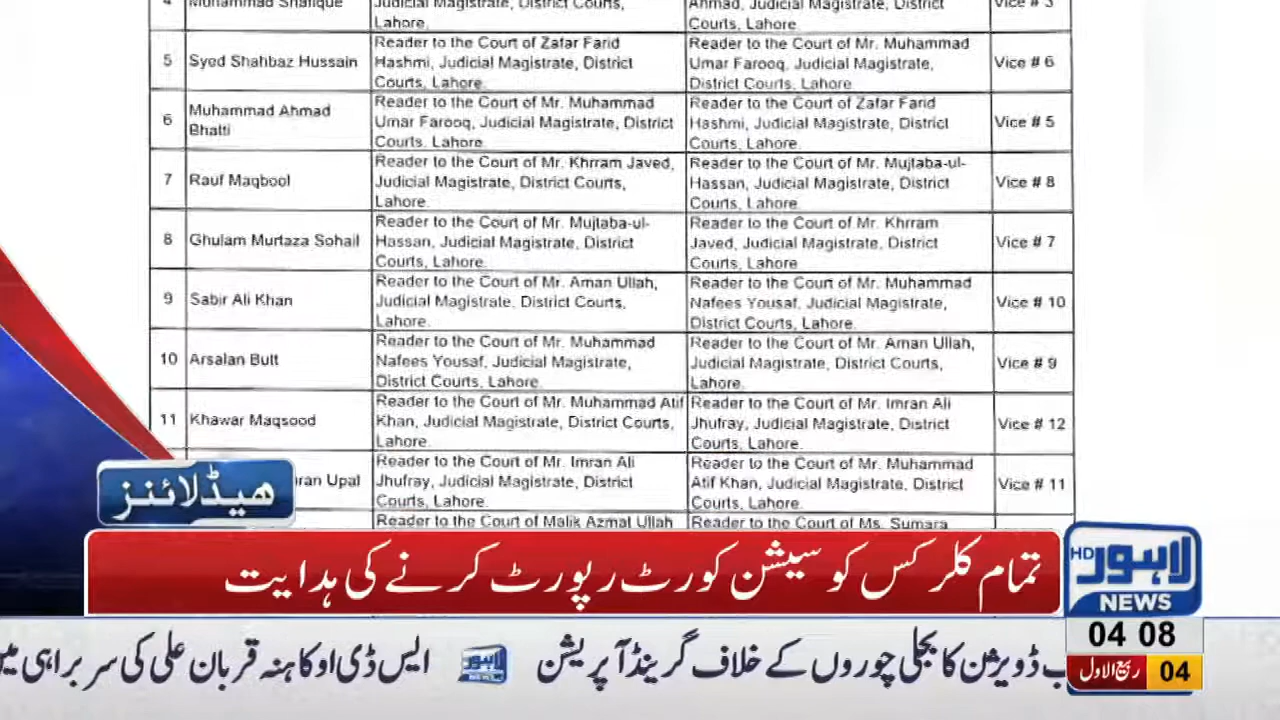 4 Muhammad Shafique Judicial Magistrate, District Courts, Ahmad, Judicial Magistrate, District Vice # 3
Lahore. Courts, Lahore.
Reader to the Court of Zafar Farid Reader to the Court of Mr. Muhammad
5 Syed Shahbaz Hussain Hashmi, Judicial Magistrate, District Umar Farooq, Judicial Magistrate, Vice # 6
Courts, Lahore. District Courts, Lahore.
Muhammad Ahmad Reader to the Court of Mr. Muhammad Reader to the Court of Zafar Farid
6 Bhatti Umar Farooq, Judicial Magistrate, District Hashmi, Judicial Magistrate, District Vice # 5
Courts, Lahore. Courts, Lahore.
Reader to the Court of Mr. Khrram Javed, Reader to the Court of Mr. Mujtaba-ul-
7 Rauf Maqbool Judicial Magistrate, District Courts, Hassan, Judicial Magistrate, District Vice # 8
Lahore. Courts, Lahore.
Reader to the Court of Mr. Mujtaba-ul- Reader to the Court of Mr. Khrram
8 Ghulam Murtaza Sohail Hassan, Judicial Magistrate, District Javed, Judicial Magistrate, District Vice # 7
Courts, Lahore. Courts, Lahore
Reader to the Court of Mr. Aman Ullah, Reader to the Court of Mr. Muhammad
9 Sabir Ali Khan Judicial Magistrate, District Courts, Nafees Yousaf, Judicial Magistrate, Vice # 10
Lahore. District Courts, Lahore.
Reader to the Court of Mr. Muhammad Reader to the Court of Mr. Aman Ullah,
10 Arsalan Butt Nafees Yousaf, Judicial Magistrate, Judicial Magistrate, District Courts, Vice # 9
District Courts, Lahore. Lahore.
Reader to the Court of Mr. Muhammad Atif Reader to the Court of Mr. Imran Ali
11 Khawar Maqsood Khan, Judicial Magistrate, District Courts, Jhufray, Judicial Magistrate, District Vice # 12
Lahore. Courts, Lahore.
Reader to the Court of Mr. Imran Ali Reader to the Court of Mr. Muhammad
Upal Jhufray, Judicial Magistrate, District Atif Khan, Judicial Magistrate, District Vice # 11
Courts, Lahore. Courts, Lahore.
Reader to the Court of Malik Azmal Ullah Reader to the Court of Ms. Sumara
ہیڈلائنز
تمام کلرکس کو سیشن کورٹ رپورٹ کرنے کی ہدایت
لاہور HD
NEWS
04 08
ربیع الاول 04
ڈویژن کا بجلی چوروں کے خلاف گرینڈ آپریشن لاہور NEWS ایس ڈی او کاہنہ قربان علی کی سربراہی میں